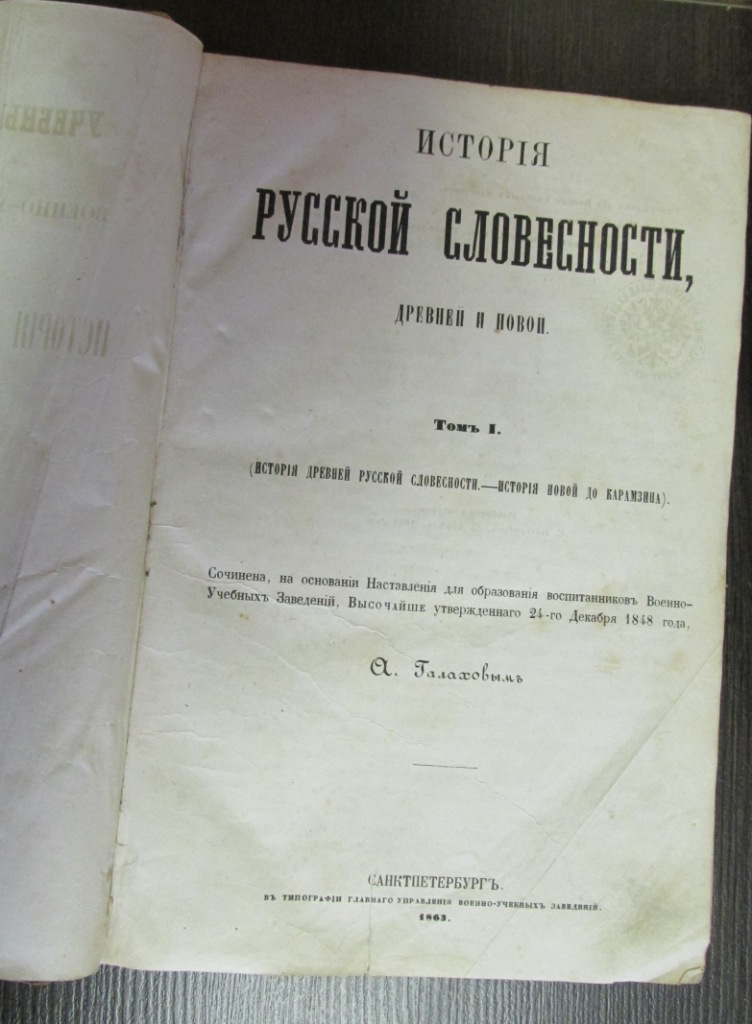 ИСТОРІЯ
РУССКОЙ СЛОВЕСНОСТИ,
ДРЕВНЕЙ И НОВОЙ.
Томъ I.
(ИСТОРІЯ ДРЕВНЕЙ РУССКОЙ СЛОВЕСНОСТИ.—ИСТОРІЯ НОВОЙ ДО КАРАМЗИНА).
Сочинена, на основаніи Наставленія для образованія воспитанниковъ Военно-
Учебныхъ Заведеній, Высочайше утвержденнаго 24-го Декабря 1848 года,
А. Галаховымъ
САНКТПЕТЕРБУРГЪ.
ВЪ ТИПОГРАФІИ ГЛАВНАГО УПРАВЛЕНІЯ ВОЕННО-УЧЕБНЫХЪ ЗАВЕДЕНІЙ.
1863.